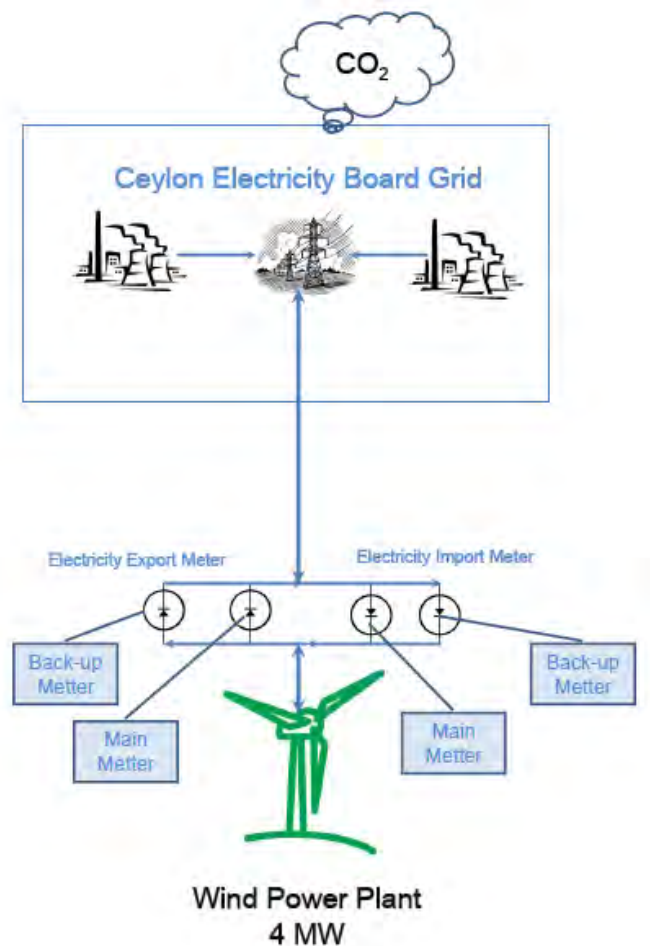 CO₂
Ceylon Electricity Board Grid
Electricity Export Meter
Electricity Import Meter
Back-up
Metter
Main
Metter
Main
Metter
Back-up
Metter
Wind Power Plant
4 MW